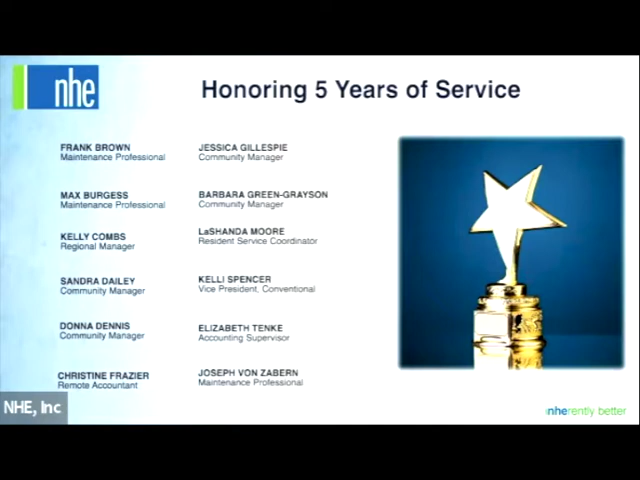 nhe
Honoring 5 Years of Service
FRANK BROWN
Maintenance Professional
MAX BURGESS
Maintenance Professional
KELLY COMBS
Regional Manager
SANDRA DAILEY
Community Manager
DONNA DENNIS
Community Manager
CHRISTINE FRAZIER
Remote Accountant
JESSICA GILLESPIE
Community Manager
BARBARA GREEN-GRAYSON
Community Manager
LaSHANDA MOORE
Resident Service Coordinator
KELLI SPENCER
Vice President, Conventional
ELIZABETH TENKE
Accounting Supervisor
JOSEPH VON ZABERN
Maintenance Professional
NHE, Inc
inherently better